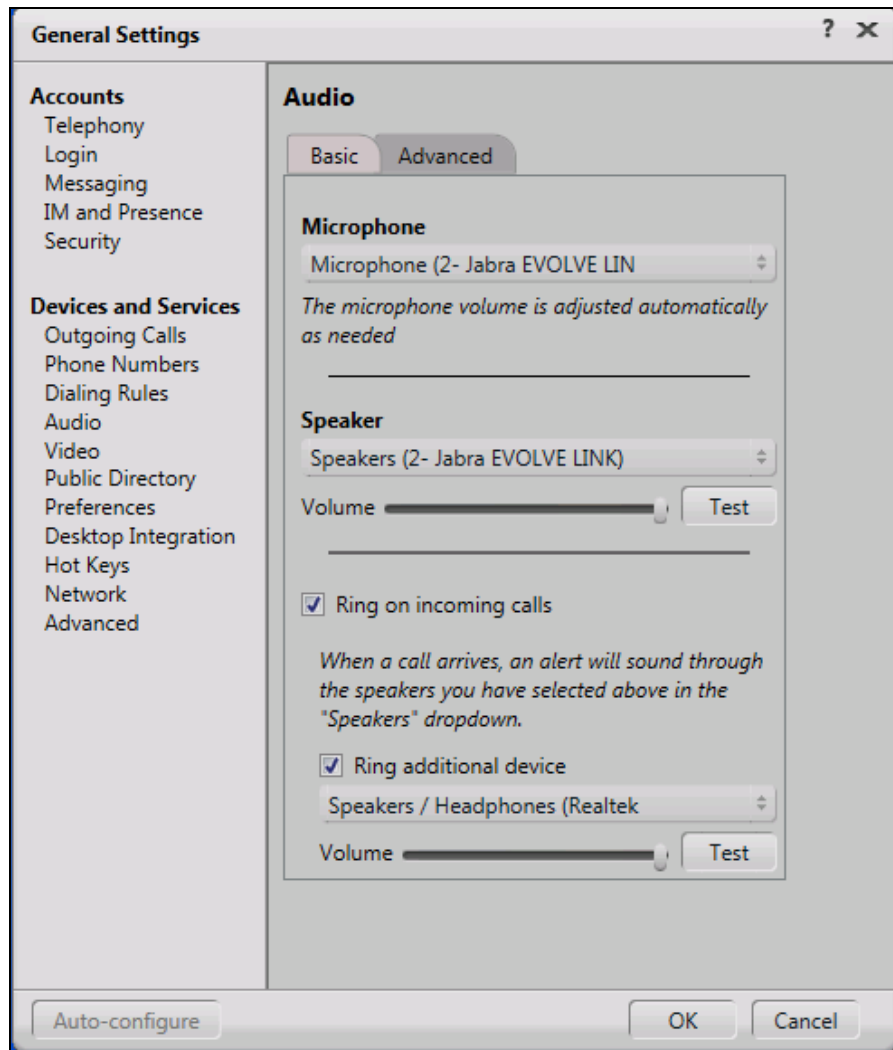 General Settings
?
Accounts
Telephony
Login
Messaging
IM and Presence
Security
Devices and Services
Outgoing Calls
Phone Numbers
Dialing Rules
Audio
Video
Public Directory
Preferences
Desktop Integration
Hot Keys
Network
Advanced
Audio
Basic
Advanced
Microphone
Microphone (2- Jabra EVOLVE LIN
The microphone volume is adjusted automatically
as needed
Speaker
Speakers (2- Jabra EVOLVE LINK)
Volume
Test
Ring on incoming calls
When a call arrives, an alert will sound through
the speakers you have selected above in the
"Speakers" dropdown.
Ring additional device
Speakers / Headphones (Realtek
Volume
Test
Auto-configure
OK
Cancel